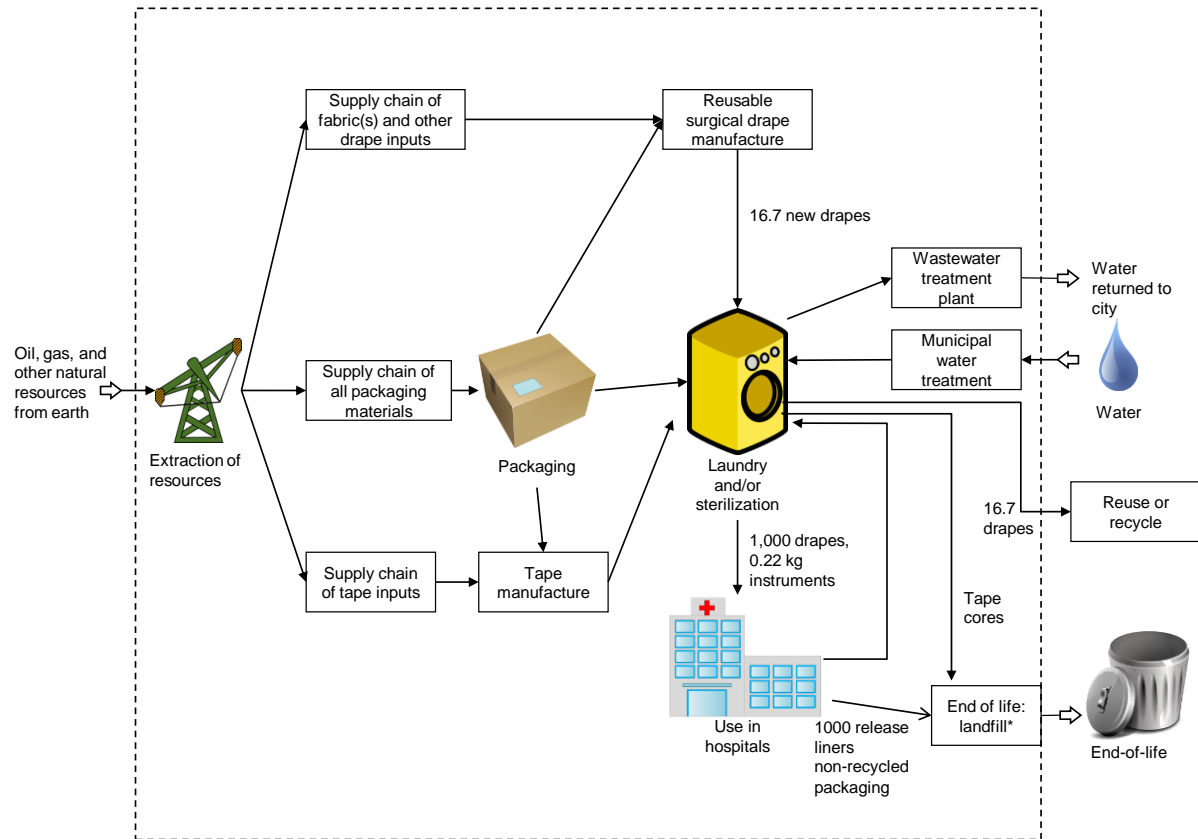 Supply chain of
fabric(s) and other
drape inputs
Reusable
surgical drape
manufacture
16.7 new drapes
Wastewater
treatment
plant
Water
returned to
city
Oil, gas, and
other natural
resources
from earth
Extraction of
resources
Supply chain of
all packaging
materials
Packaging
Municipal
water
treatment
Water
Laundry
and/or
sterilization
16.7
drapes
Reuse or
recycle
1,000 drapes,
0.22 kg
instruments
Supply chain
of tape inputs
Tape
manufacture
Tape
cores
Use in
hospitals
1000 release
liners
non-recycled
packaging
End of life:
landfill*
End-of-life